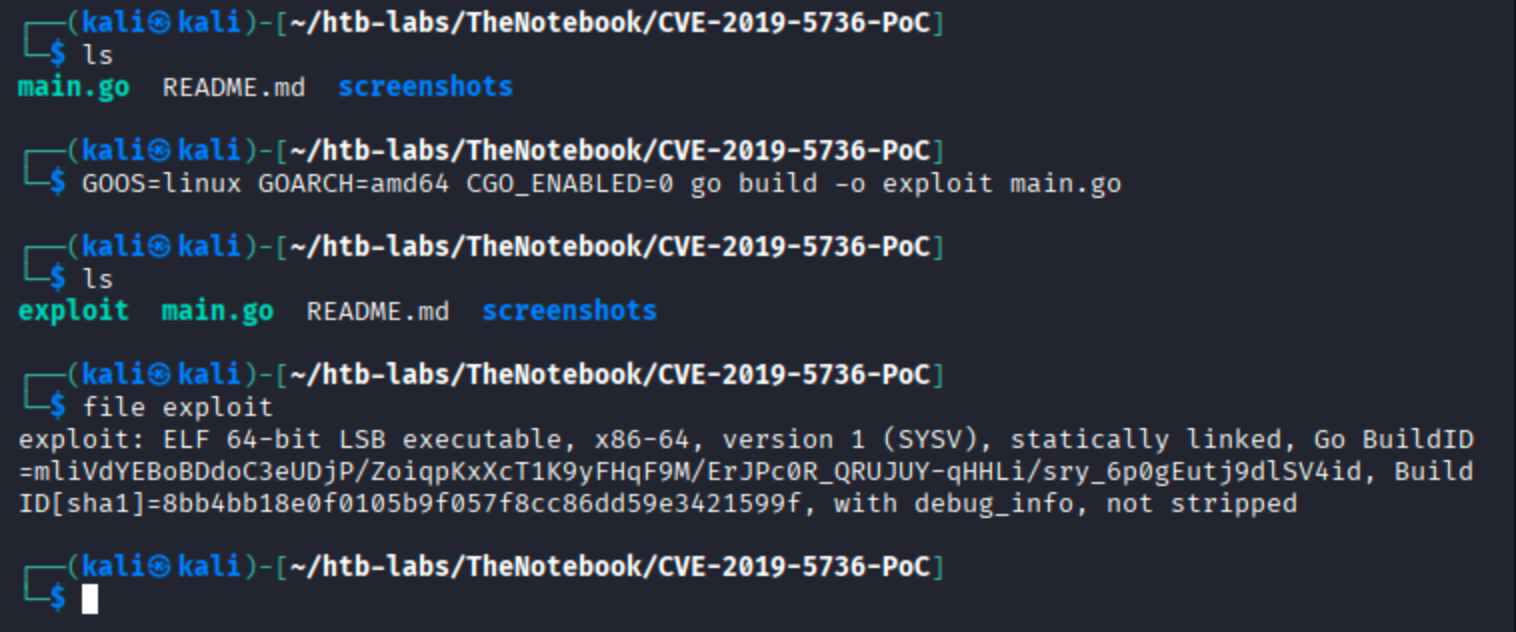 ┌──(kali㉿kali)-[~/htb-labs/TheNotebook/CVE-2019-5736-PoC]
└─$ ls
main.go  README.md  screenshots
┌──(kali㉿kali)-[~/htb-labs/TheNotebook/CVE-2019-5736-PoC]
└─$ GOOS=linux GOARCH=amd64 CGO_ENABLED=0 go build -o exploit main.go
┌──(kali㉿kali)-[~/htb-labs/TheNotebook/CVE-2019-5736-PoC]
└─$ ls
exploit  main.go  README.md  screenshots
┌──(kali㉿kali)-[~/htb-labs/TheNotebook/CVE-2019-5736-PoC]
└─$ file exploit
exploit: ELF 64-bit LSB executable, x86-64, version 1 (SYSV), statically linked, Go BuildID
=mliVdYEBoBDdoC3eUDjP/ZoiqpKxXcT1K9yFHqF9M/ErJPc0R_QRUJUY-qHHLi/sry_6p0gEutj9dlSV4id, Build
ID[sha1]=8bb4bb18e0f0105b9f057f8cc86dd59e3421599f, with debug_info, not stripped
┌──(kali㉿kali)-[~/htb-labs/TheNotebook/CVE-2019-5736-PoC]
└─$